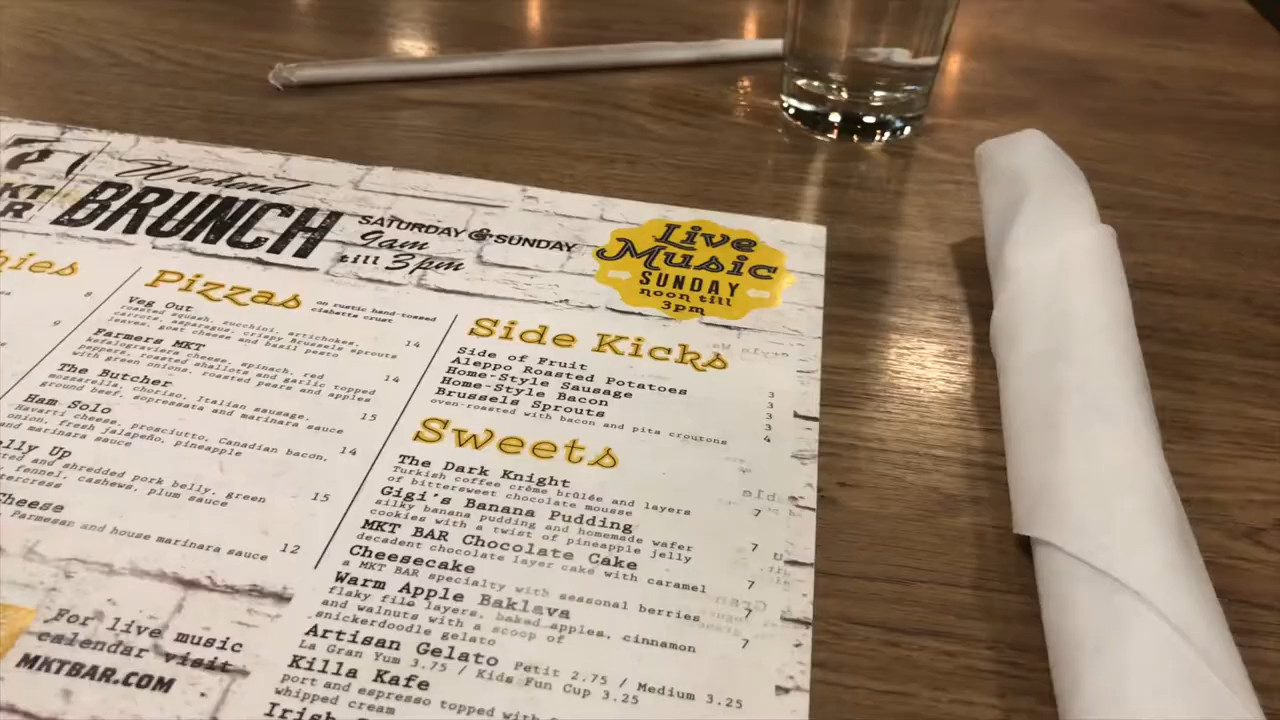 KT
R
Weekend
BRUNCH
SATURDAY & SUNDAY
9am
till 3pm
Live
Music
SUNDAY
noon till
3pm
hies
8
9
Pizzas
on rustic hand-tossed
ciabatta crust
Veg Out
roasted squash, zucchini, artichokes,
carrots, asparagus, crispy Brussels sprouts
leaves, goat cheese and basil pesto 14
Farmers MKT
kefalograviera cheese, spinach, red
peppers, roasted shallots and garlic topped
with green onions, roasted pears and apples 14
The Butcher
mozzarella, choriso, Italian sausage,
ground beef, sopressata and marinara sauce 15
Ham Solo
Havarti cheese, prosciutto, Canadian bacon,
onion, fresh jalapeño, pineapple
and marinara sauce 14
lly Up
ted and shredded pork belly, green
, fennel, cashews, plum sauce
tercress 15
Cheese
, Parmesan and house marinara sauce 12
For live music
calendar visit
MKTBAR.COM
Side Kicks
Side of Fruit 3
Aleppo Roasted Potatoes 3
Home-Style Sausage 3
Home-Style Bacon 3
Brussels Sprouts
oven-roasted with bacon and pita croutons 4
Sweets
The Dark Knight
Turkish coffee crème brûlée and layers
of bittersweet chocolate mousse 7
Gigi's Banana Pudding
silky banana pudding and homemade wafer
cookies with a twist of pineapple jelly 7
MKT BAR Chocolate Cake
decadent chocolate layer cake with caramel 7
Cheesecake
a MKT BAR specialty with seasonal berries 7
Warm Apple Baklava
flaky filo layers, baked apples, cinnamon
and walnuts with a scoop of
snickerdoodle gelato 7
Artisan Gelato Petit 2.75 / Medium 3.25
La Gran Yum 3.75 / Kids Fun Cup 3.25
Killa Kafe
port and espresso topped with
whipped cream
Irish